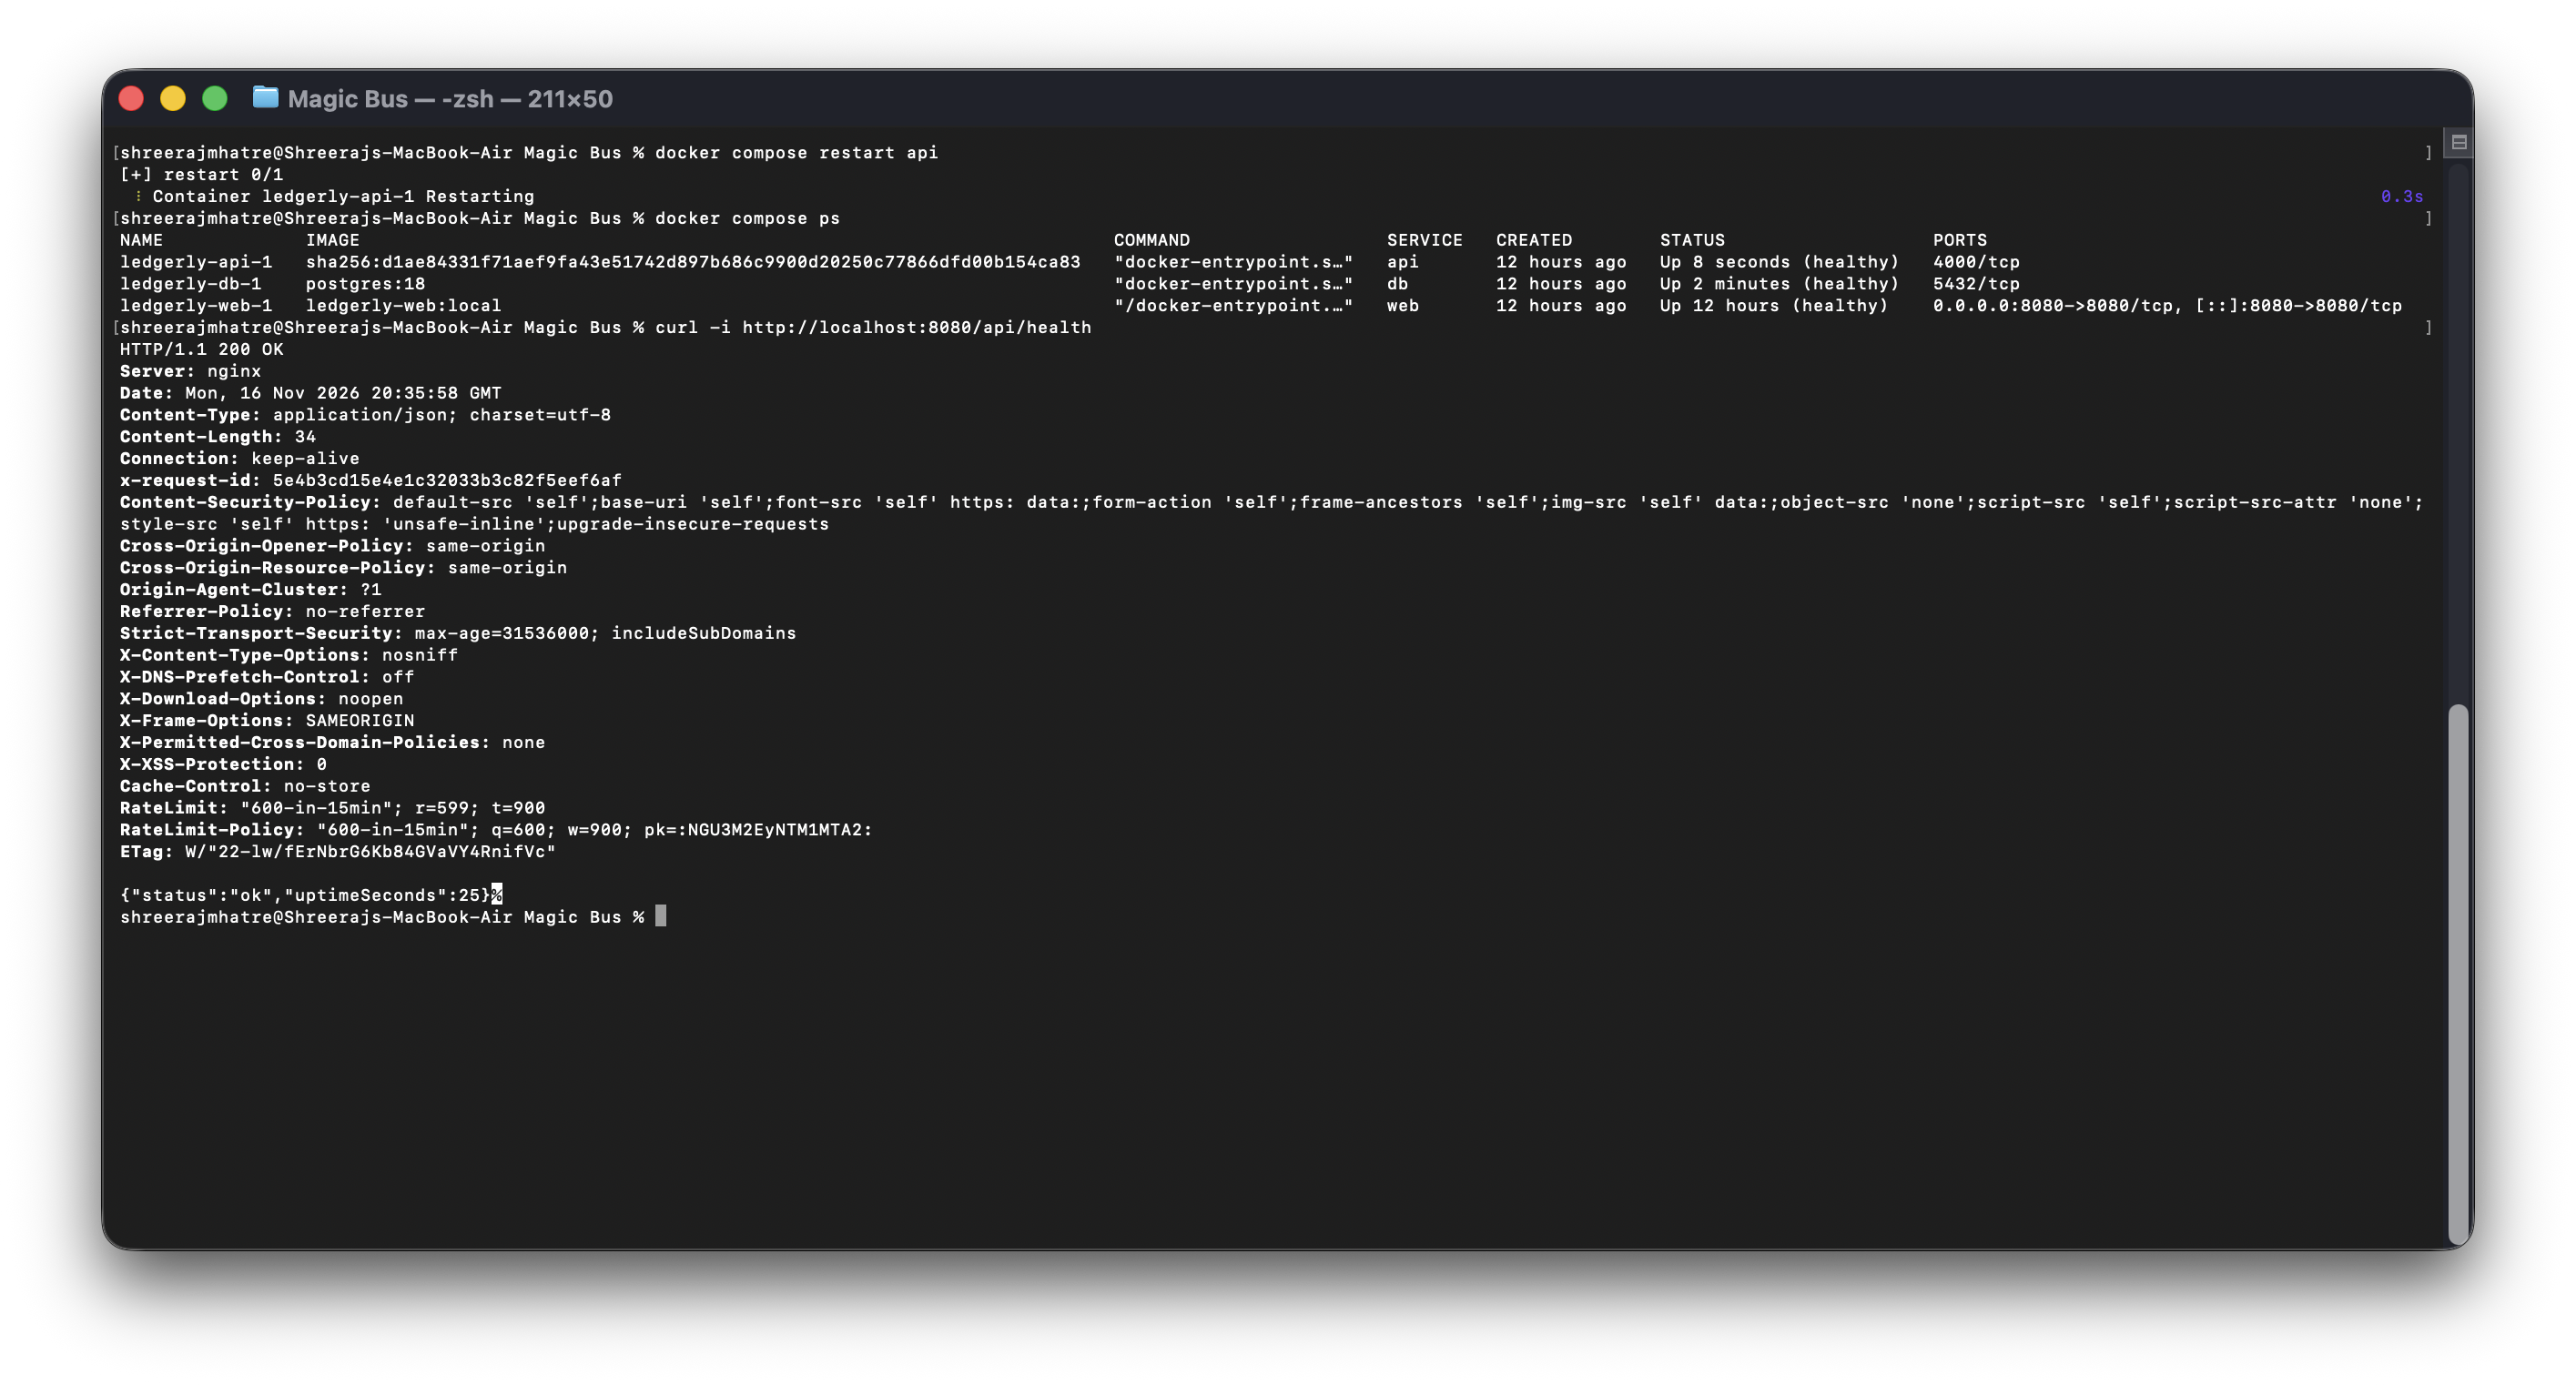 Magic Bus — -zsh — 211×50
[shreerajmhatre@Shreerajs-MacBook-Air Magic Bus % docker compose restart api ]
[+] restart 0/1
⠸ Container ledgerly-api-1 Restarting 0.3s
[shreerajmhatre@Shreerajs-MacBook-Air Magic Bus % docker compose ps ]
NAME IMAGE COMMAND SERVICE CREATED STATUS PORTS
ledgerly-api-1 sha256:d1ae84331f71aef9fa43e51742d897b686c9900d20250c77866dfd00b154ca83 "docker-entrypoint.s…" api 12 hours ago Up 8 seconds (healthy) 4000/tcp
ledgerly-db-1 postgres:18 "docker-entrypoint.s…" db 12 hours ago Up 2 minutes (healthy) 5432/tcp
ledgerly-web-1 ledgerly-web:local "/docker-entrypoint.…" web 12 hours ago Up 12 hours (healthy) 0.0.0.0:8080->8080/tcp, [::]:8080->8080/tcp
[shreerajmhatre@Shreerajs-MacBook-Air Magic Bus % curl -i http://localhost:8080/api/health ]
HTTP/1.1 200 OK
Server: nginx
Date: Mon, 16 Nov 2026 20:35:58 GMT
Content-Type: application/json; charset=utf-8
Content-Length: 34
Connection: keep-alive
x-request-id: 5e4b3cd15e4e1c32033b3c82f5eef6af
Content-Security-Policy: default-src 'self';base-uri 'self';font-src 'self' https: data:;form-action 'self';frame-ancestors 'self';img-src 'self' data:;object-src 'none';script-src 'self';script-src-attr 'none';
style-src 'self' https: 'unsafe-inline';upgrade-insecure-requests
Cross-Origin-Opener-Policy: same-origin
Cross-Origin-Resource-Policy: same-origin
Origin-Agent-Cluster: ?1
Referrer-Policy: no-referrer
Strict-Transport-Security: max-age=31536000; includeSubDomains
X-Content-Type-Options: nosniff
X-DNS-Prefetch-Control: off
X-Download-Options: noopen
X-Frame-Options: SAMEORIGIN
X-Permitted-Cross-Domain-Policies: none
X-XSS-Protection: 0
Cache-Control: no-store
RateLimit: "600-in-15min"; r=599; t=900
RateLimit-Policy: "600-in-15min"; q=600; w=900; pk=:NGU3M2EyNTM1MTA2:
ETag: W/"22-lw/fErNbrG6Kb84GVaVY4RnifVc"
{"status":"ok","uptimeSeconds":25}%
shreerajmhatre@Shreerajs-MacBook-Air Magic Bus %